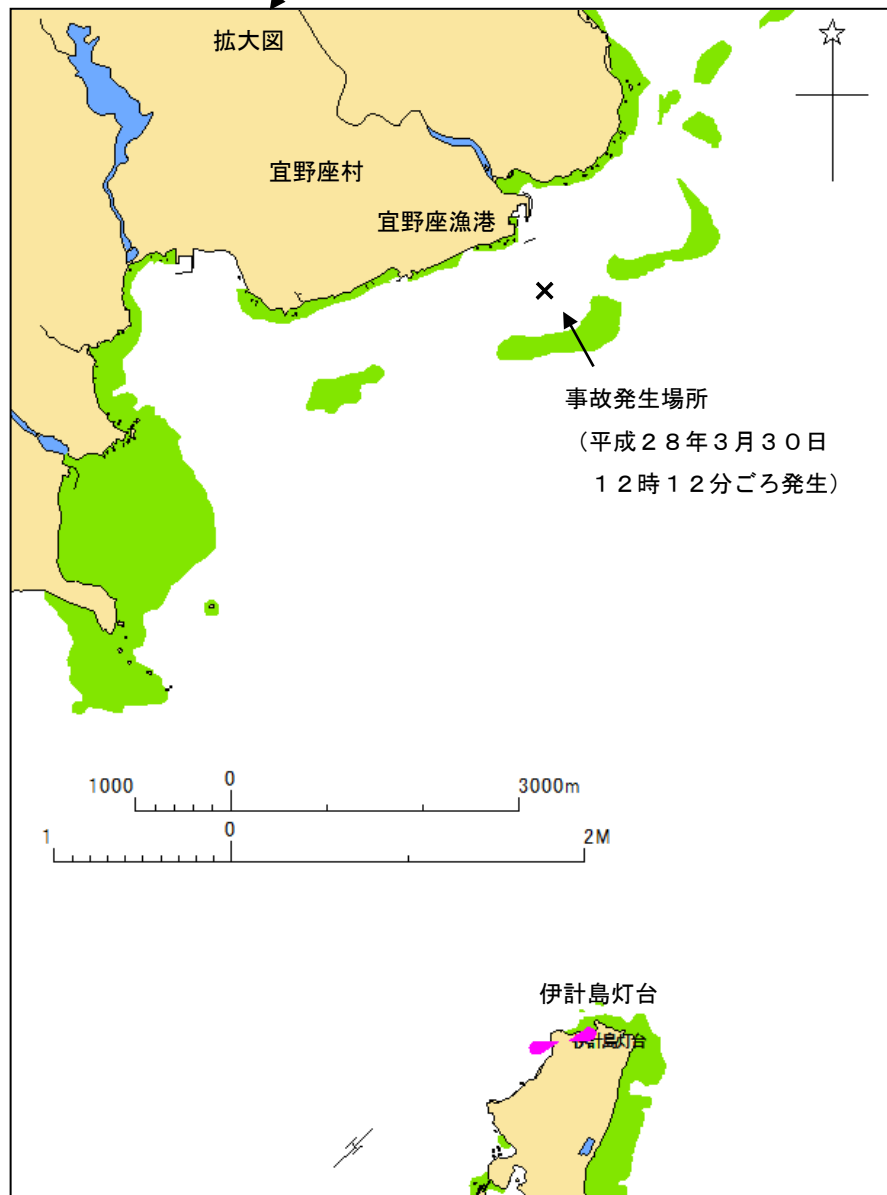 拡大図
宜野座村
宜野座漁港
事故発生場所
（平成２８年３月３０日
１２時１２分ごろ発生）
1000 0 3000m
1 0 2M
伊計島灯台
伊計島灯台